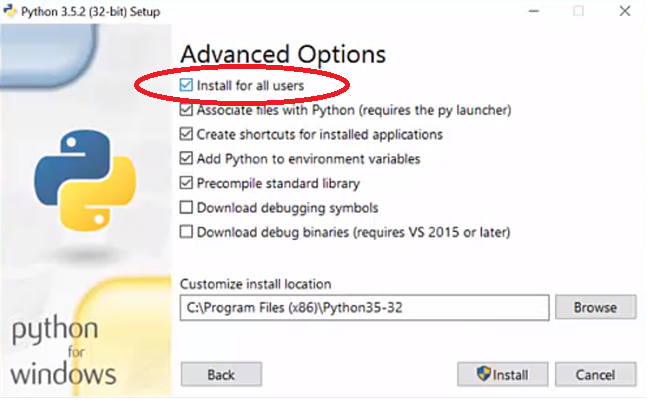 Python 3.5.2 (32-bit) Setup
Advanced Options
Install for all users
Associate files with Python (requires the py launcher)
Create shortcuts for installed applications
Add Python to environment variables
Precompile standard library
Download debugging symbols
Download debug binaries (requires VS 2015 or later)
Customize install location
C:\Program Files (x86)\Python35-32
Browse
python
for
windows
Back
Install
Cancel